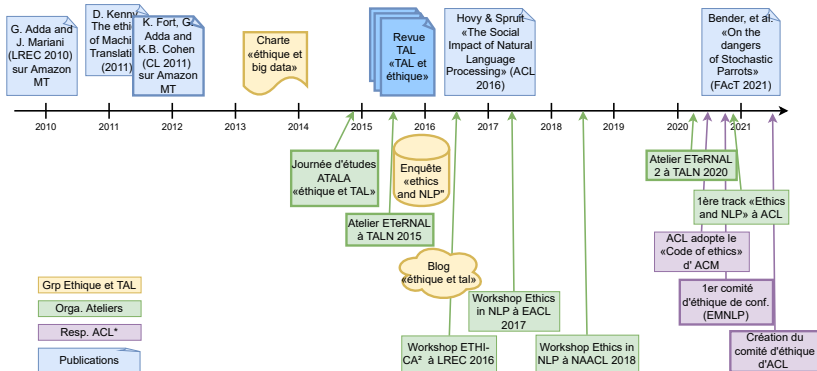 G. Adda and
J. Mariani
(LREC 2010)
sur Amazon
MT
D. Kenny
The ethi
of Machi
Translati
(2011)
K. Fort, G.
Adda and
K.B. Cohen
(CL 2011)
sur Amazon
MT
Charte
«éthique et
big data»
Revue
TAL
«TAL et
éthique»
Hovy & Spruit
«The Social
Impact of Natural
Language
Processing» (ACL
2016)
Bender, et al.
«On the
dangers
of Stochastic
Parrots»
(FAcT 2021)
2010 2011 2012 2013 2014 2015 2016 2017 2018 2019 2020 2021
Journée d'études
ATALA
«éthique et TAL»
Enquête
«ethics
and NLP"
Atelier ETeRNAL
à TALN 2015
Blog
«éthique et tal»
Workshop ETHI-
CA² à LREC 2016
Workshop Ethics
in NLP à EACL
2017
Workshop Ethics in
NLP à NAACL 2018
Atelier ETeRNAL
2 à TALN 2020
1ère track «Ethics
and NLP» à ACL
ACL adopte le
«Code of ethics»
d' ACM
1er comité
d'éthique de conf.
(EMNLP)
Création du
comité d'éthique
d'ACL
Grp Ethique et TAL
Orga. Ateliers
Resp. ACL*
Publications